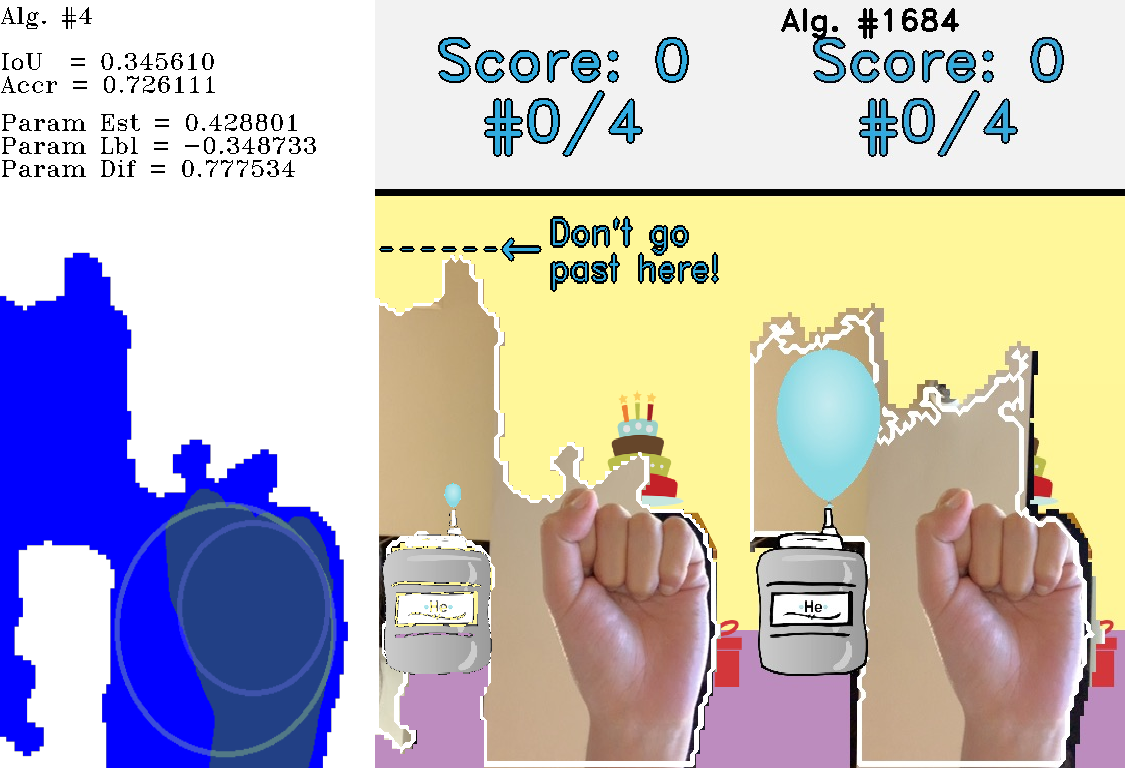 Alg. #4
IoU = 0.345610
Accr = 0.726111
Param Est = 0.428801
Param Lbl = −0.348733
Param Dif = 0.777534
Score: 0
#0/4
Alg. #1684
Score: 0
#0/4
Don't go
past here!
He
He